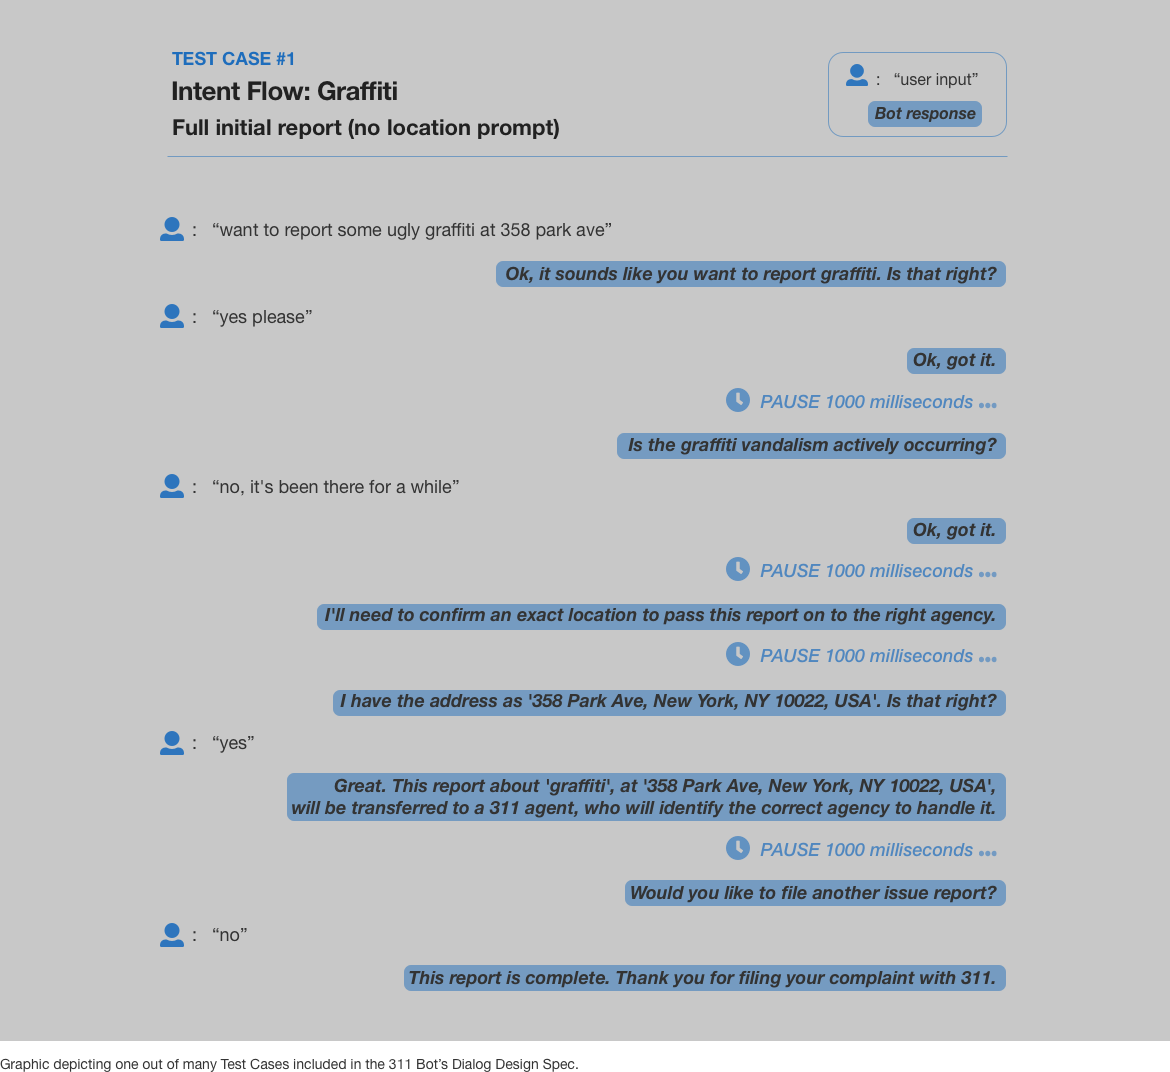 TEST CASE #1
Intent Flow: Graffiti
Full initial report (no location prompt)
: “user input”
Bot response
: “want to report some ugly graffiti at 358 park ave”
Ok, it sounds like you want to report graffiti. Is that right?
: “yes please”
Ok, got it.
PAUSE 1000 milliseconds •••
Is the graffiti vandalism actively occurring?
: “no, it's been there for a while”
Ok, got it.
PAUSE 1000 milliseconds •••
I'll need to confirm an exact location to pass this report on to the right agency.
PAUSE 1000 milliseconds •••
I have the address as '358 Park Ave, New York, NY 10022, USA'. Is that right?
: “yes”
Great. This report about 'graffiti', at '358 Park Ave, New York, NY 10022, USA',
will be transferred to a 311 agent, who will identify the correct agency to handle it.
PAUSE 1000 milliseconds •••
Would you like to file another issue report?
: “no”
This report is complete. Thank you for filing your complaint with 311.
Graphic depicting one out of many Test Cases included in the 311 Bot’s Dialog Design Spec.